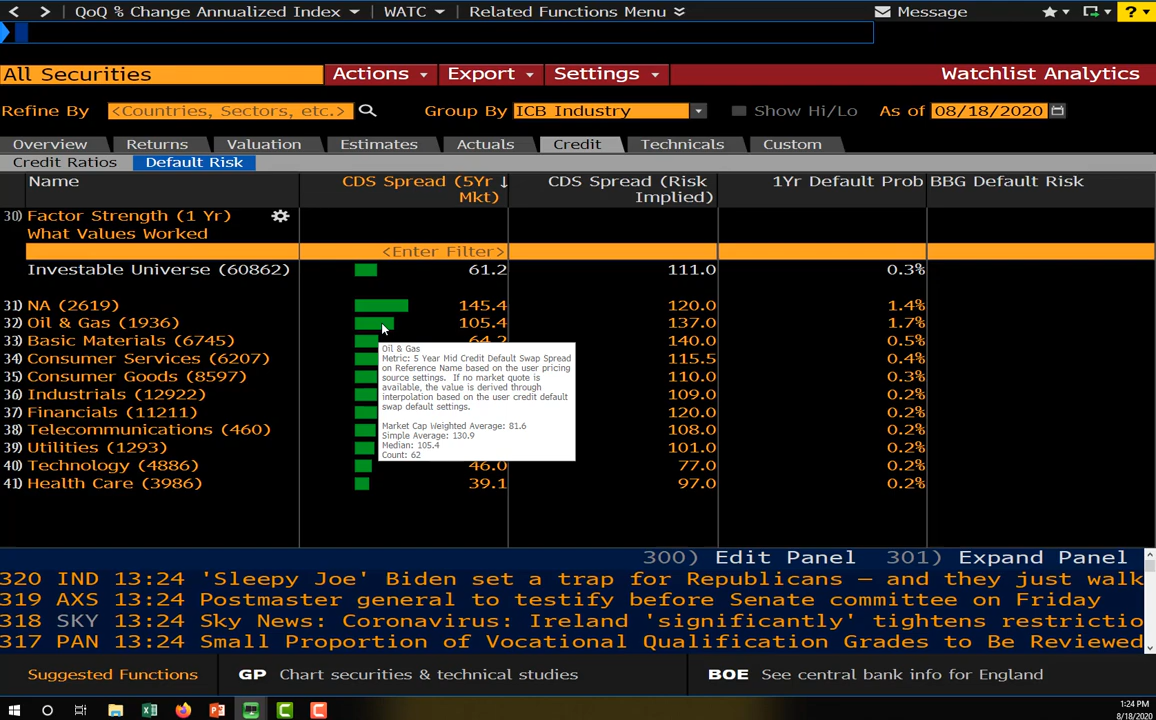 < > QoQ % Change Annualized Index WATC Related Functions Menu Message ?
All Securities Actions Export Settings Watchlist Analytics
Refine By <Countries, Sectors, etc.> Group By ICB Industry Show Hi/Lo As of 08/18/2020
Overview Returns Valuation Estimates Actuals Credit Technicals Custom
Credit Ratios Default Risk
Name CDS Spread (5Yr ↓ CDS Spread (Risk 1Yr Default Prob BBG Default Risk
Mkt) Implied)
30) Factor Strength (1 Yr)
What Values Worked
<Enter Filter>
Investable Universe (60862) 61.2 111.0 0.3%
31) NA (2619) 145.4 120.0 1.4%
32) Oil & Gas (1936) 105.4 137.0 1.7%
33) Basic Materials (6745) 64.2 140.0 0.5%
34) Consumer Services (6207) 115.5 0.4%
35) Consumer Goods (8597) 110.0 0.3%
36) Industrials (12922) 109.0 0.2%
37) Financials (11211) 120.0 0.2%
38) Telecommunications (460) 108.0 0.2%
39) Utilities (1293) 101.0 0.2%
40) Technology (4886) 46.0 77.0 0.2%
41) Health Care (3986) 39.1 97.0 0.2%
Oil & Gas
Metric: 5 Year Mid Credit Default Swap Spread
on Reference Name based on the user pricing
source settings. If no market quote is
available, the value is derived through
interpolation based on the user credit default
swap default settings.
Market Cap Weighted Average: 81.6
Simple Average: 130.9
Median: 105.4
Count: 62
300) Edit Panel 301) Expand Panel
320 IND 13:24 'Sleepy Joe' Biden set a trap for Republicans – and they just walk
319 AXS 13:24 Postmaster general to testify before Senate committee on Friday
318 SKY 13:24 Sky News: Coronavirus: Ireland 'significantly' tightens restrictio
317 PAN 13:24 Small Proportion of Vocational Qualification Grades to Be Reviewed
Suggested Functions GP Chart securities & technical studies BOE See central bank info for England
1:24 PM
8/18/2020